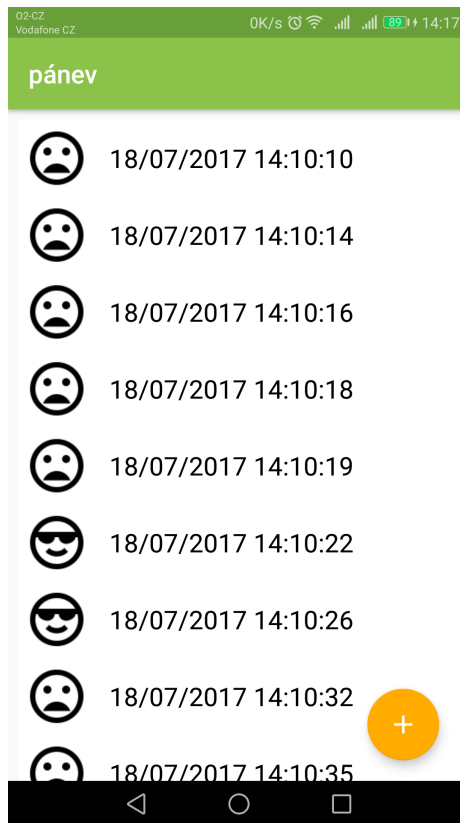 O2-CZ
Vodafone CZ
0K/s 89 14:17
pánev
18/07/2017 14:10:10
18/07/2017 14:10:14
18/07/2017 14:10:16
18/07/2017 14:10:18
18/07/2017 14:10:19
18/07/2017 14:10:22
18/07/2017 14:10:26
18/07/2017 14:10:32
18/07/2017 14:10:35
+